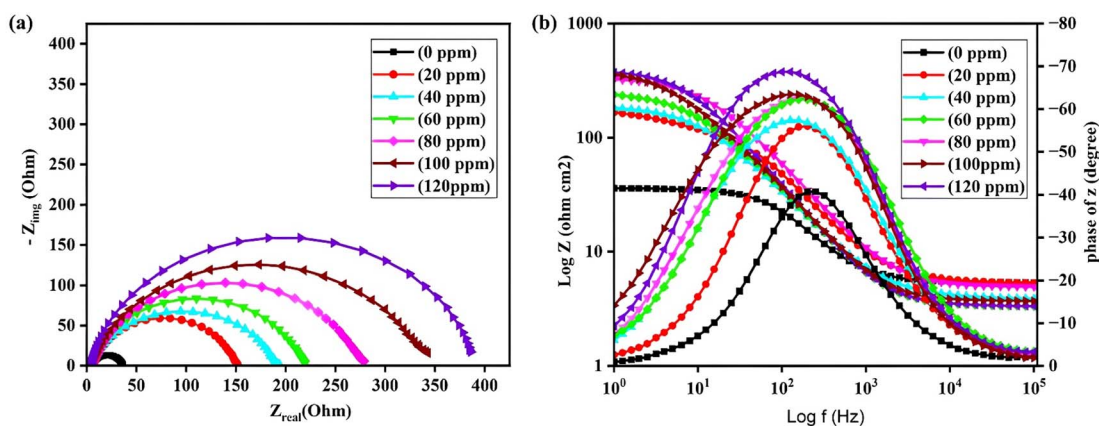 (a)
- Z_img (Ohm)
400
350
300
250
200
150
100
50
0
(0 ppm)
(20 ppm)
(40 ppm)
(60 ppm)
(80 ppm)
(100 ppm)
(120ppm)
0 50 100 150 200 250 300 350 400
Z_real(Ohm)
(b)
Log Z (ohm cm2)
1000
100
10
1
(0 ppm)
(20 ppm)
(40 ppm)
(60 ppm)
(80 ppm)
(100ppm)
(120 ppm)
−80
−70
−60
−50
−40
−30
−20
−10
0
phase of z (degree)
10^0 10^1 10^2 10^3 10^4 10^5
Log f (Hz)